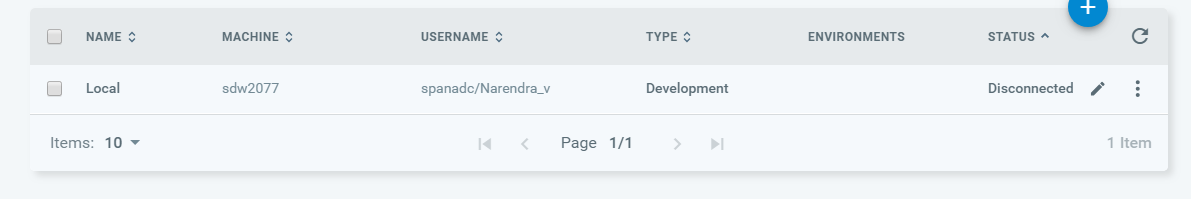 NAME MACHINE USERNAME TYPE ENVIRONMENTS STATUS
Local sdw2077 spanadc/Narendra_v Development Disconnected
Items: 10 Page 1/1 1 Item